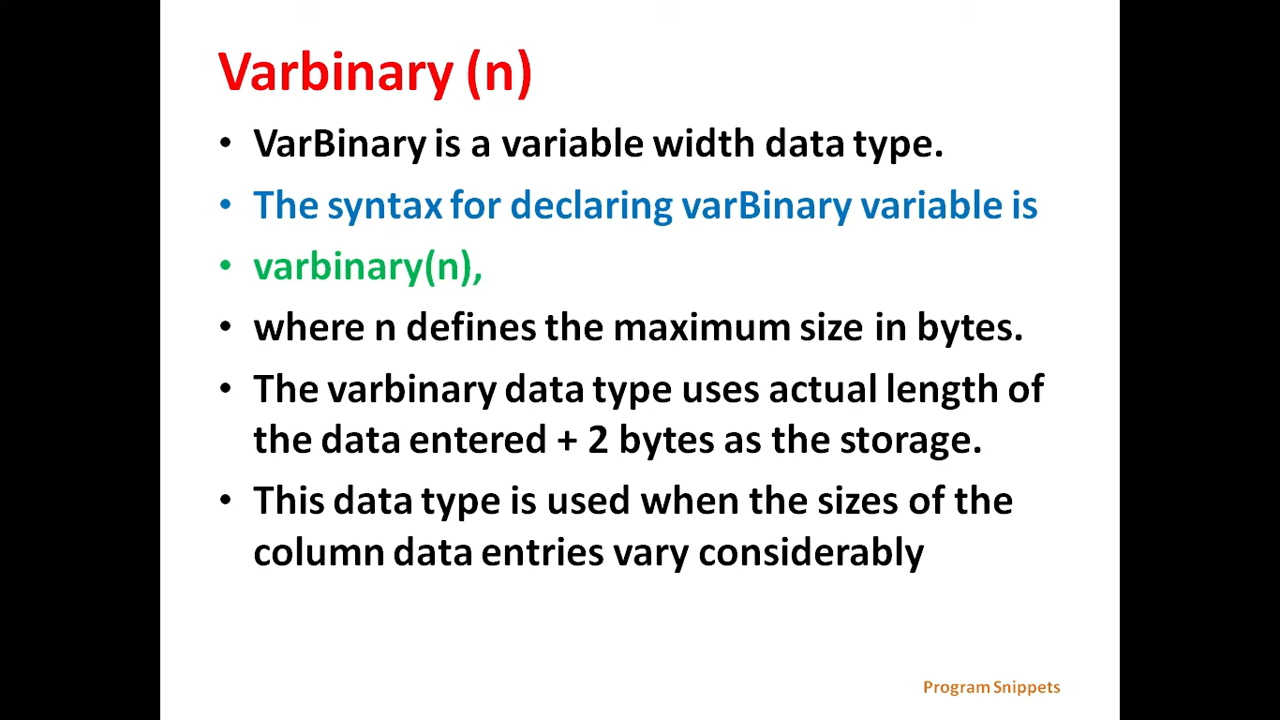 Varbinary (n)
• VarBinary is a variable width data type.
• The syntax for declaring varBinary variable is
• varbinary(n),
• where n defines the maximum size in bytes.
• The varbinary data type uses actual length of
the data entered + 2 bytes as the storage.
• This data type is used when the sizes of the
column data entries vary considerably
Program Snippets